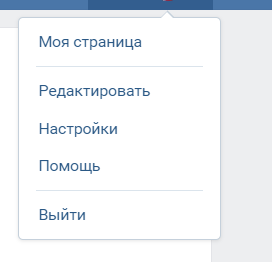 Моя страница
Редактировать
Настройки
Помощь
Выйти